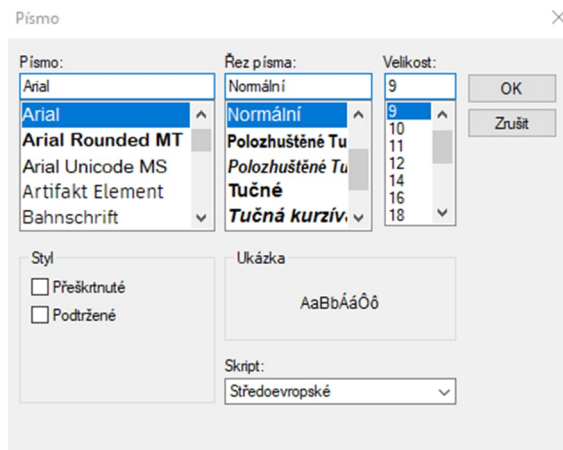 Písmo
Písmo:
Arial
Arial
Arial Rounded MT
Arial Unicode MS
Artifakt Element
Bahnschrift
Řez písma:
Normální
Normální
Polozhuštěné Tu
Polozhuštěné Tu
Tučné
Tučná kurzív
Velikost:
9
9
10
11
12
14
16
18
OK
Zrušit
Styl
Přeškrtnuté
Podtržené
Ukázka
AaBbÁáÔô
Skript:
Středoevropské